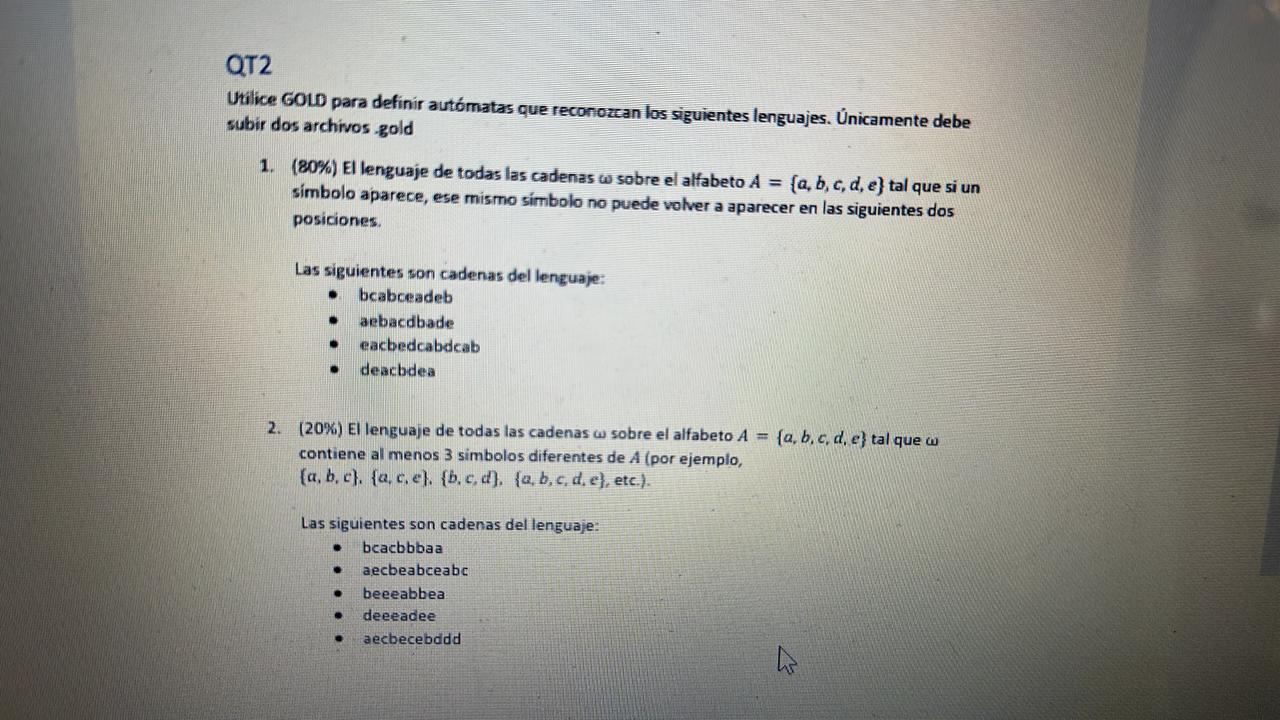 QT2
Utilice GOLD para definir autómatas que reconozcan los siguientes lenguajes. Únicamente debe
subir dos archivos .gold
1. (80%) El lenguaje de todas las cadenas ω sobre el alfabeto A = {a, b, c, d, e} tal que si un
símbolo aparece, ese mismo símbolo no puede volver a aparecer en las siguientes dos
posiciones.
Las siguientes son cadenas del lenguaje:
• bcabceadeb
• aebacdbade
• eacbedcabdcab
• deacbdea
2. (20%) El lenguaje de todas las cadenas ω sobre el alfabeto A = {a, b, c, d, e} tal que ω
contiene al menos 3 símbolos diferentes de A (por ejemplo,
{a, b, c}, {a, c, e}, {b, c, d}, {a, b, c, d, e}, etc.).
Las siguientes son cadenas del lenguaje:
• bcacbbbaa
• aecbeabceabc
• beeeabbea
• deeeadee
• aecbecebddd